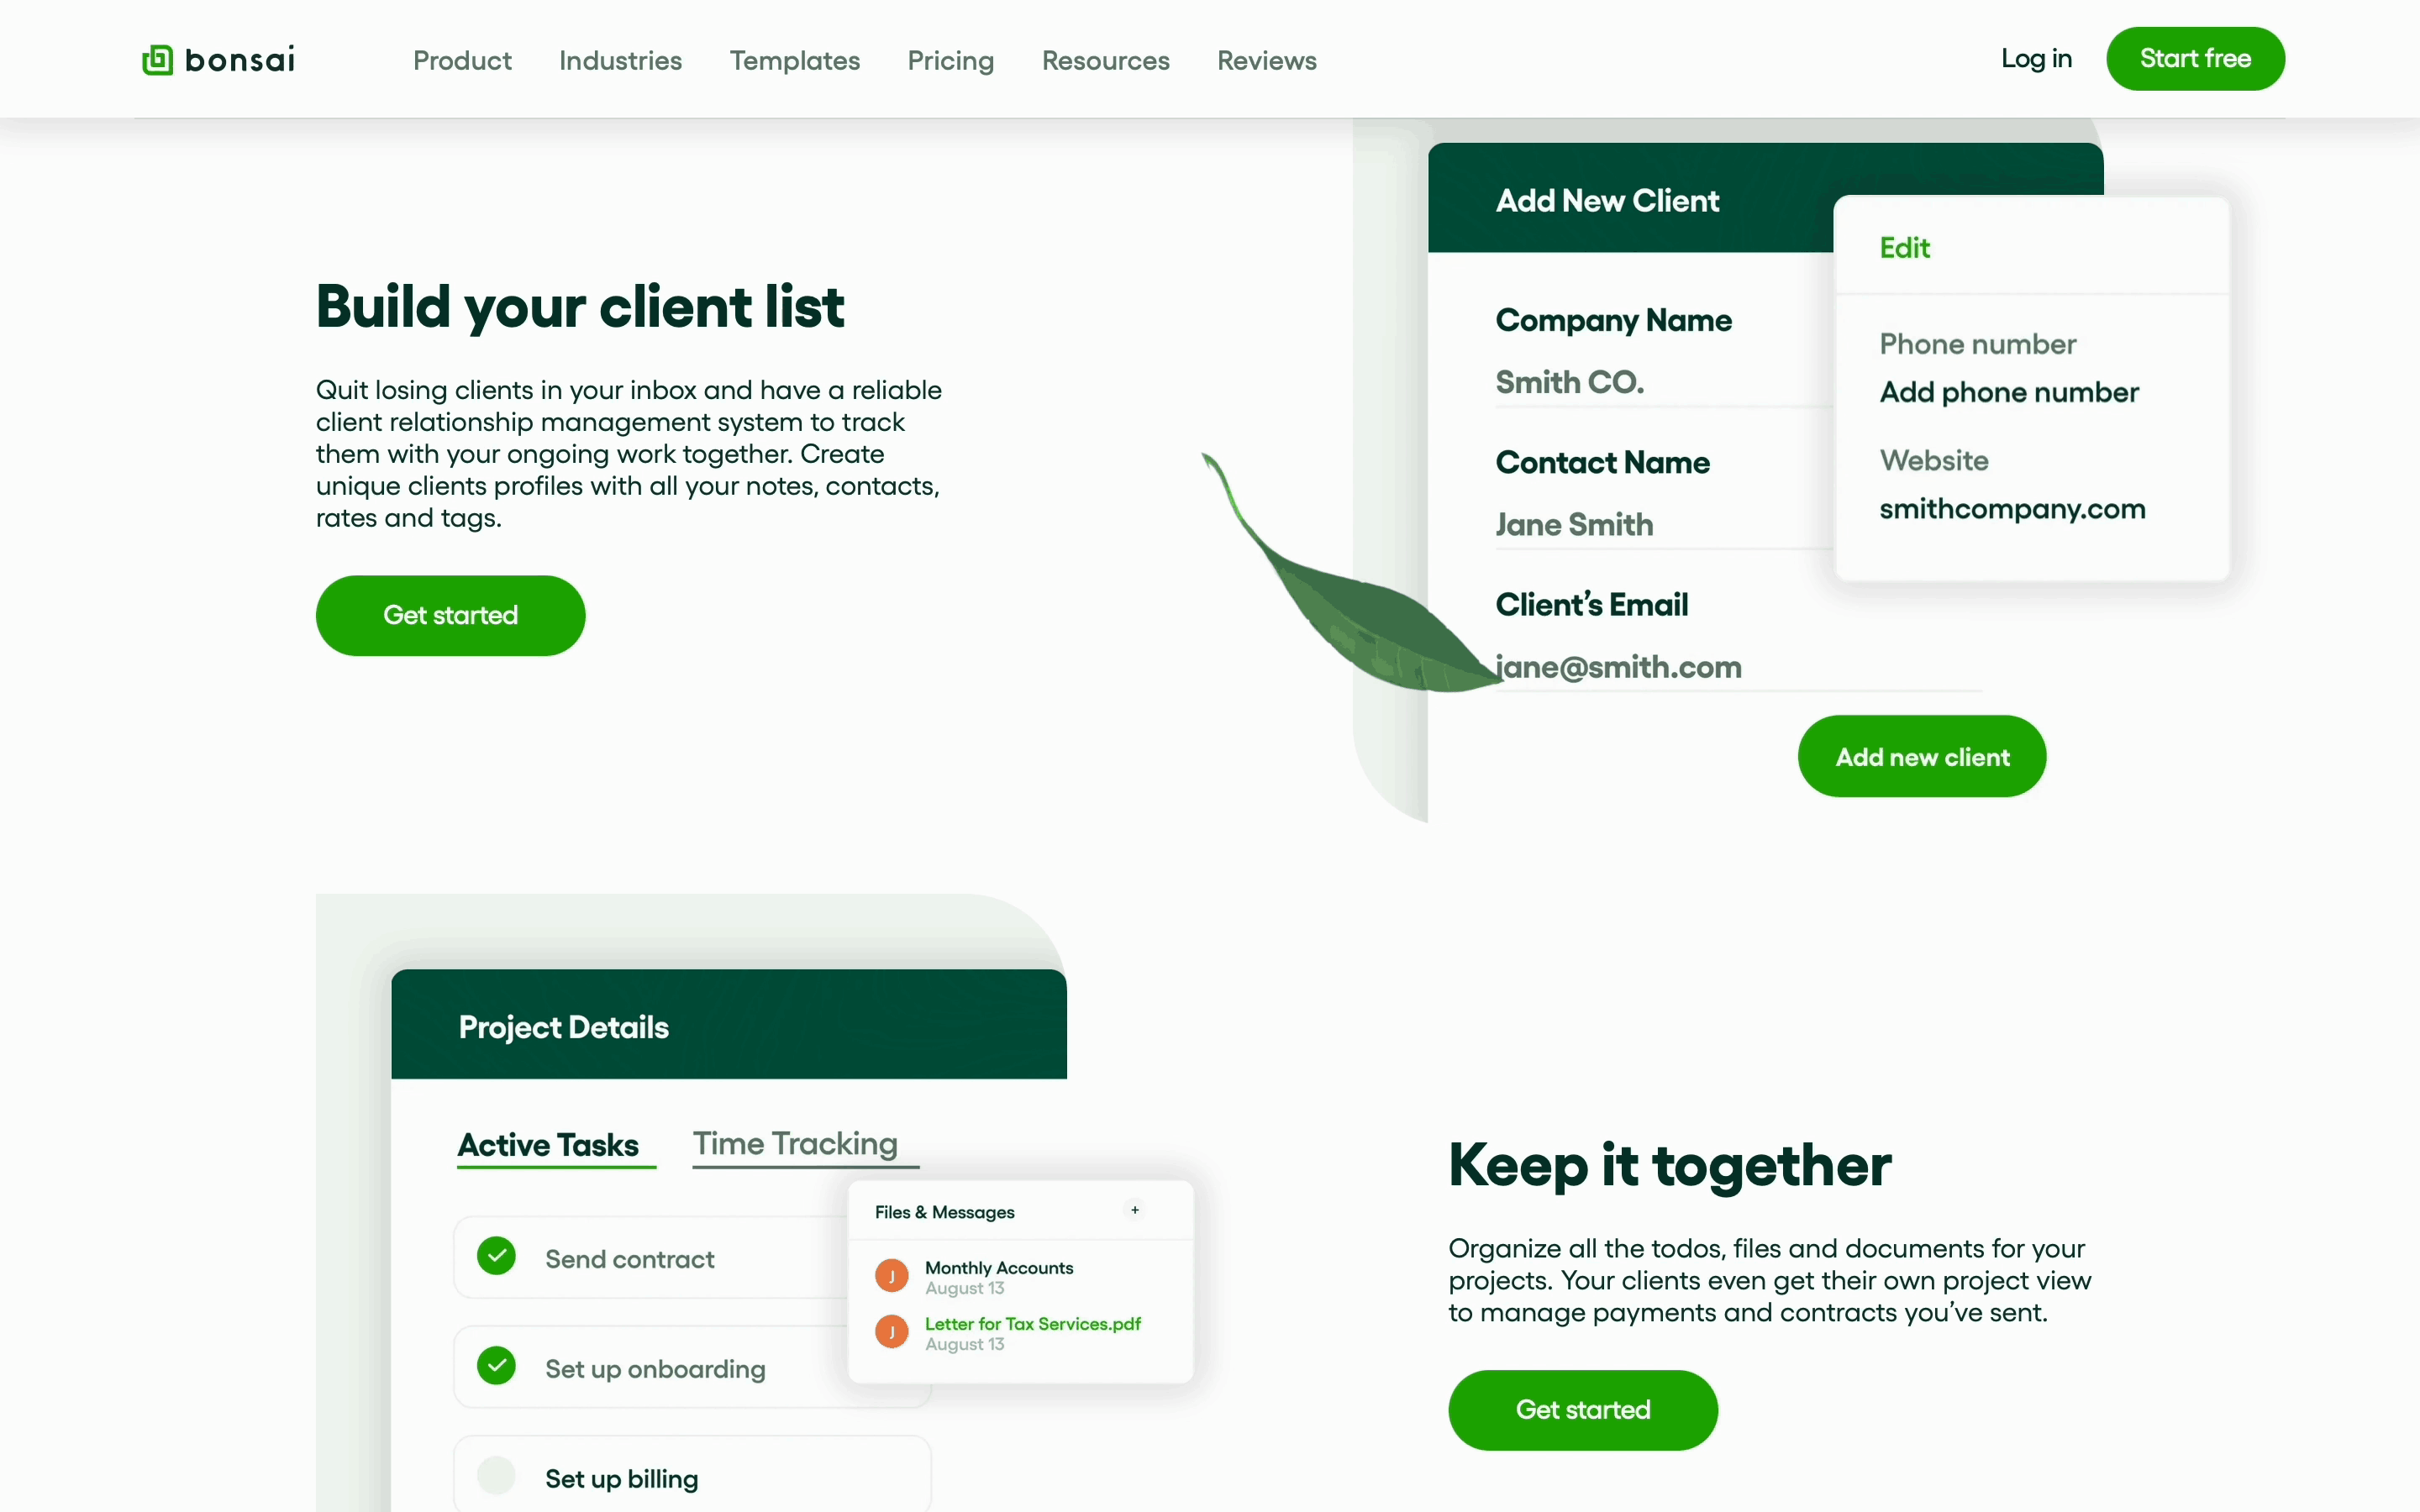 bonsai
Product
Industries
Templates
Pricing
Resources
Reviews
Log in
Start free
Build your client list
Quit losing clients in your inbox and have a reliable
client relationship management system to track
them with your ongoing work together. Create
unique clients profiles with all your notes, contacts,
rates and tags.
Get started
Add New Client
Company Name
Smith CO.
Contact Name
Jane Smith
Client's Email
jane@smith.com
Add new client
Edit
Phone number
Add phone number
Website
smithcompany.com
Project Details
Active Tasks
Time Tracking
Send contract
Set up onboarding
Set up billing
Files & Messages
+
J
Monthly Accounts
August 13
J
Letter for Tax Services.pdf
August 13
Keep it together
Organize all the todos, files and documents for your
projects. Your clients even get their own project view
to manage payments and contracts you've sent.
Get started